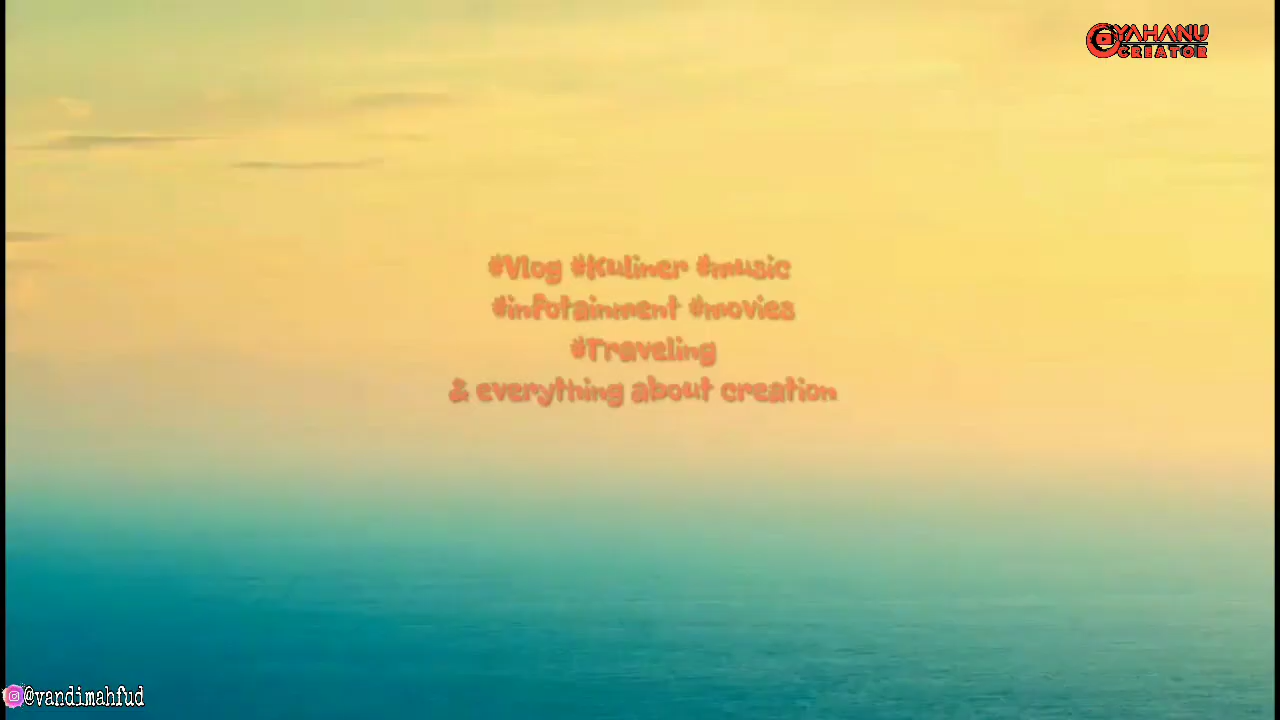 YAHANU
CREATOR
#Vlog #Kuliner #music
#infotainment #movies
#Traveling
& everything about creation
@vandimahfud